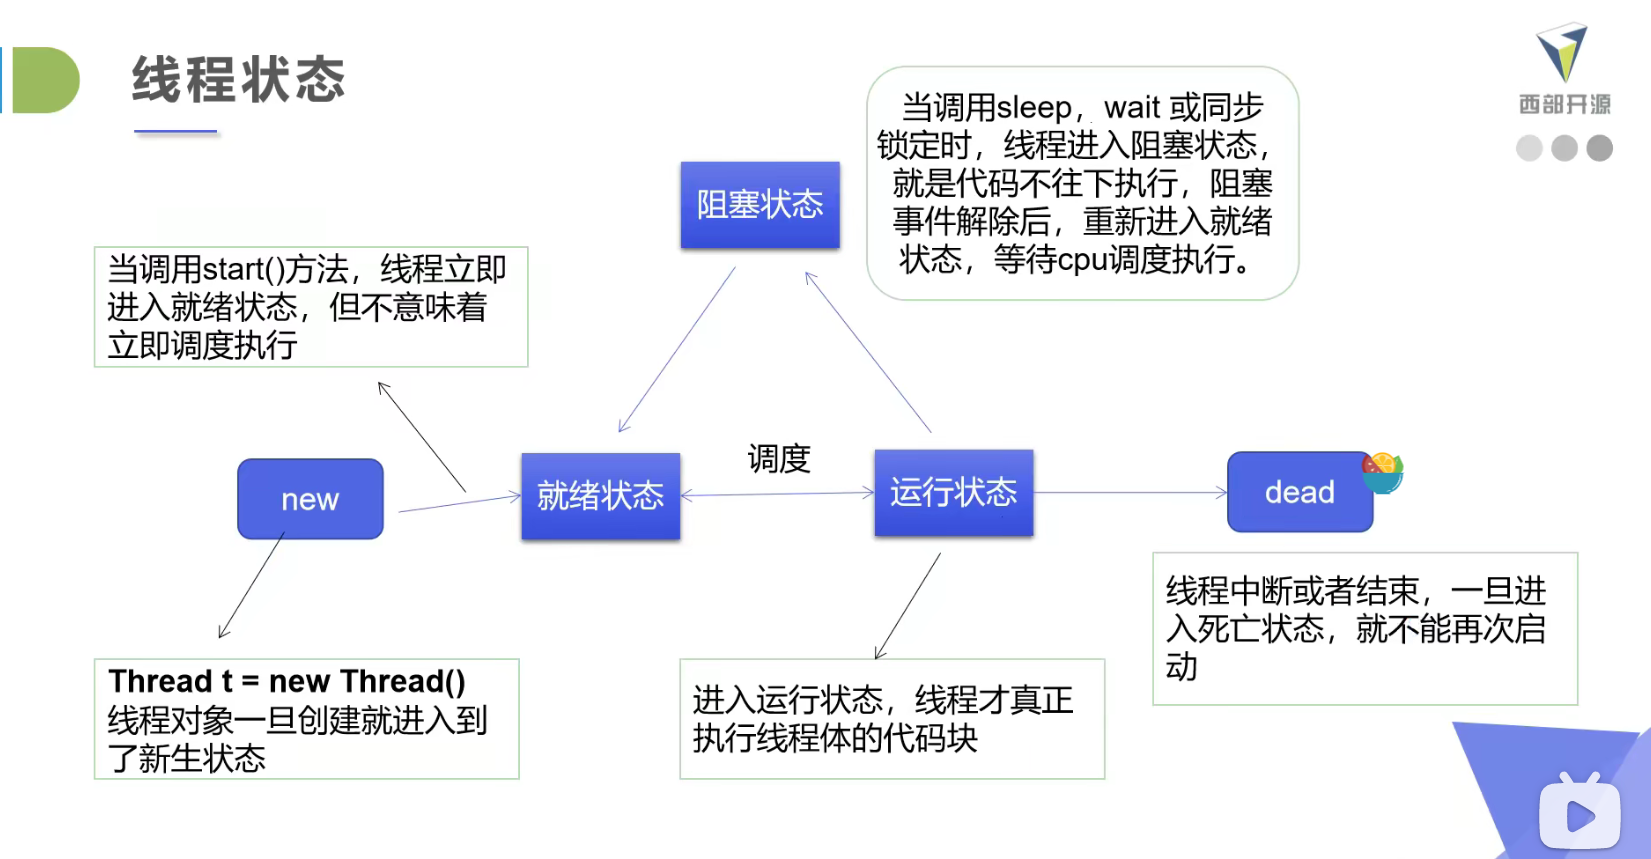 线程状态
西部开源
当调用sleep，wait 或同步
锁定时，线程进入阻塞状态，
就是代码不往下执行，阻塞
事件解除后，重新进入就绪
状态，等待cpu调度执行。
阻塞状态
当调用start()方法，线程立即
进入就绪状态，但不意味着
立即调度执行
new
就绪状态
调度
运行状态
dead
Thread t = new Thread()
线程对象一旦创建就进入到
了新生状态
进入运行状态，线程才真正
执行线程体的代码块
线程中断或者结束，一旦进
入死亡状态，就不能再次启
动